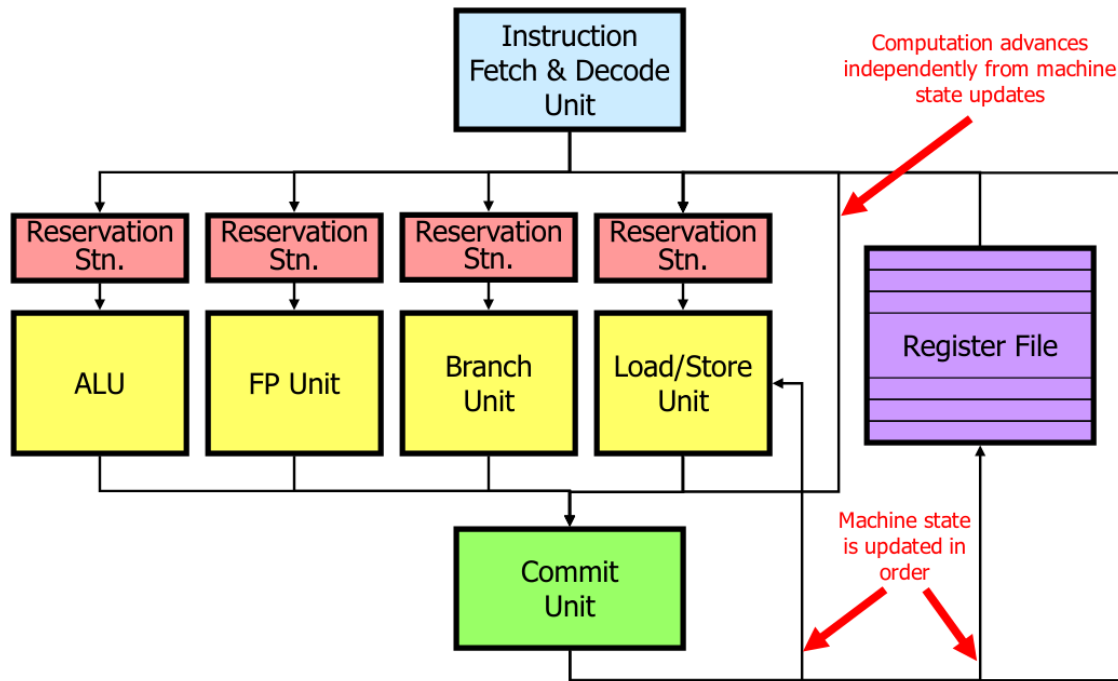 Instruction
Fetch & Decode
Unit
Computation advances
independently from machine
state updates
Reservation
Stn.
Reservation
Stn.
Reservation
Stn.
Reservation
Stn.
ALU
FP Unit
Branch
Unit
Load/Store
Unit
Register File
Machine state
is updated in
order
Commit
Unit